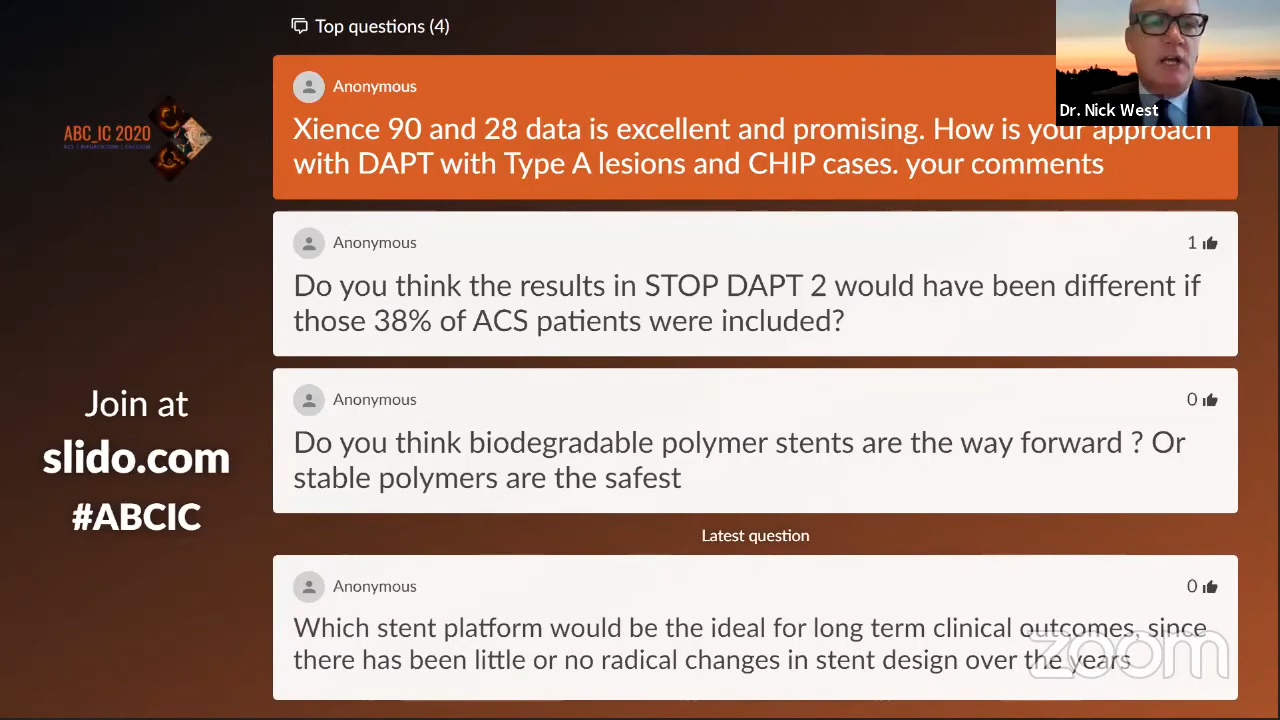 Top questions (4)
Anonymous
Xience 90 and 28 data is excellent and promising. How is your approach
with DAPT with Type A lesions and CHIP cases. your comments
Dr. Nick West
ABC_IC 2020
ACS | BIFURCATION | CALCIUM
Anonymous
1
Do you think the results in STOP DAPT 2 would have been different if
those 38% of ACS patients were included?
Anonymous
0
Do you think biodegradable polymer stents are the way forward ? Or
stable polymers are the safest
Join at
slido.com
#ABCIC
Latest question
Anonymous
0
Which stent platform would be the ideal for long term clinical outcomes, since
there has been little or no radical changes in stent design over the years
zoom